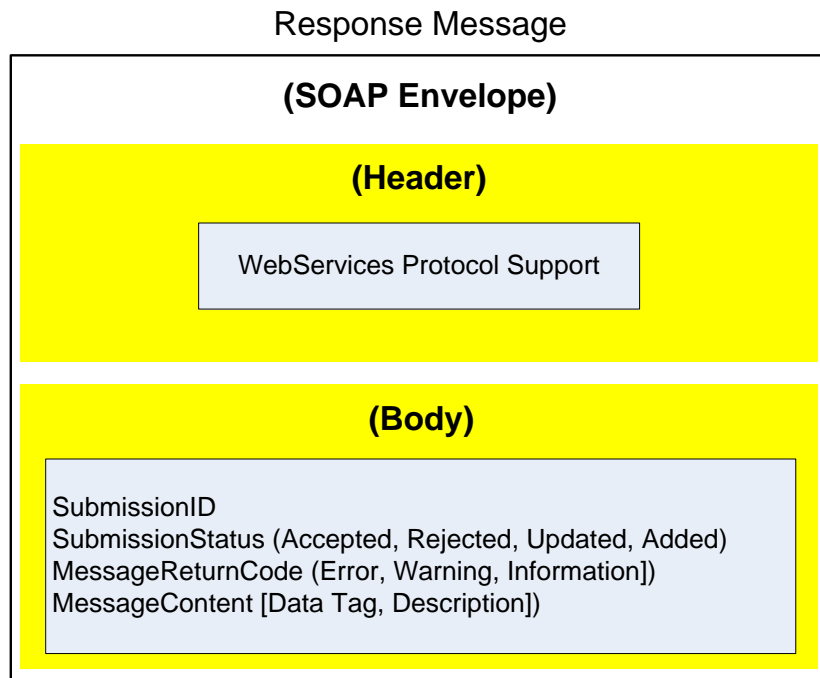 Response Message
(SOAP Envelope)
(Header)
WebServices Protocol Support
(Body)
SubmissionID
SubmissionStatus (Accepted, Rejected, Updated, Added)
MessageReturnCode (Error, Warning, Information])
MessageContent [Data Tag, Description])